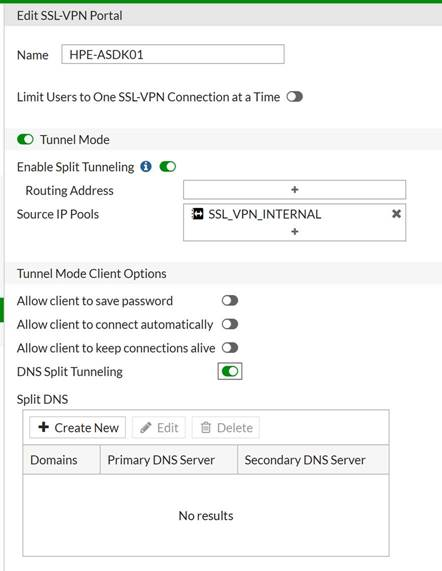 Edit SSL-VPN Portal
Name HPE-ASDK01
Limit Users to One SSL-VPN Connection at a Time
Tunnel Mode
Enable Split Tunneling
Routing Address +
Source IP Pools SSL_VPN_INTERNAL
+
Tunnel Mode Client Options
Allow client to save password
Allow client to connect automatically
Allow client to keep connections alive
DNS Split Tunneling
Split DNS
+ Create New Edit Delete
Domains Primary DNS Server Secondary DNS Server
No results